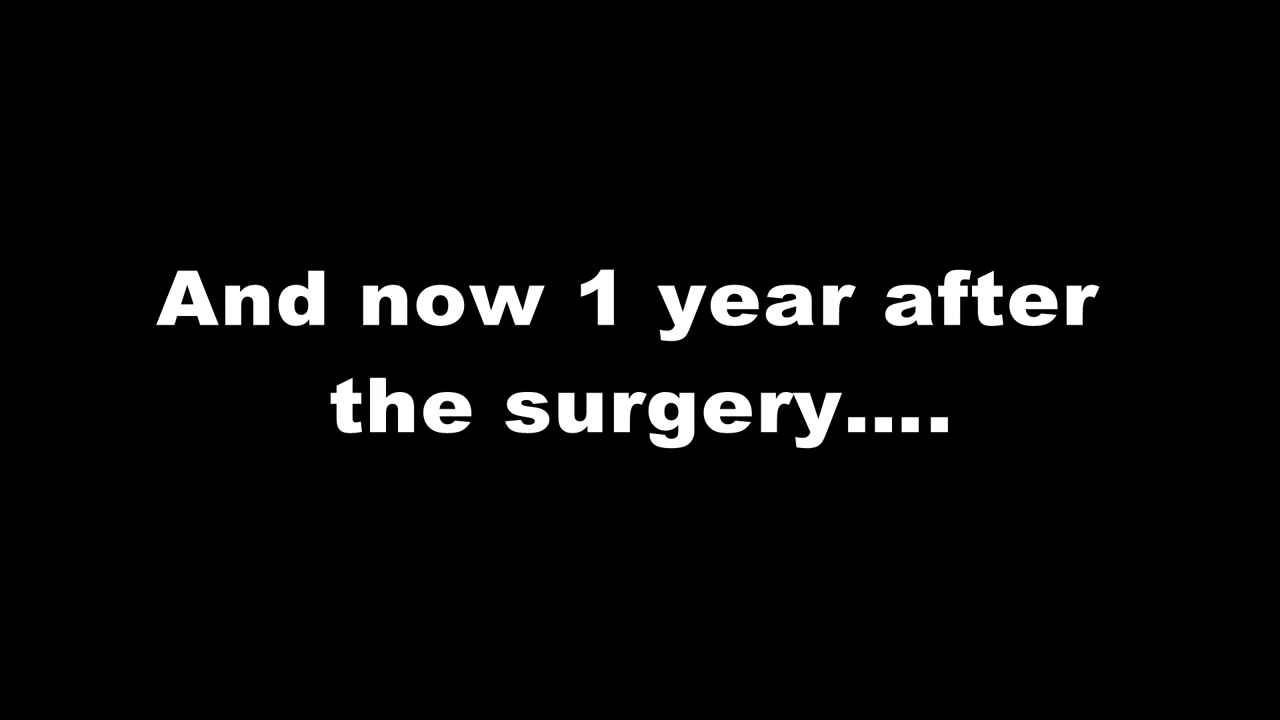 And now 1 year after
the surgery....